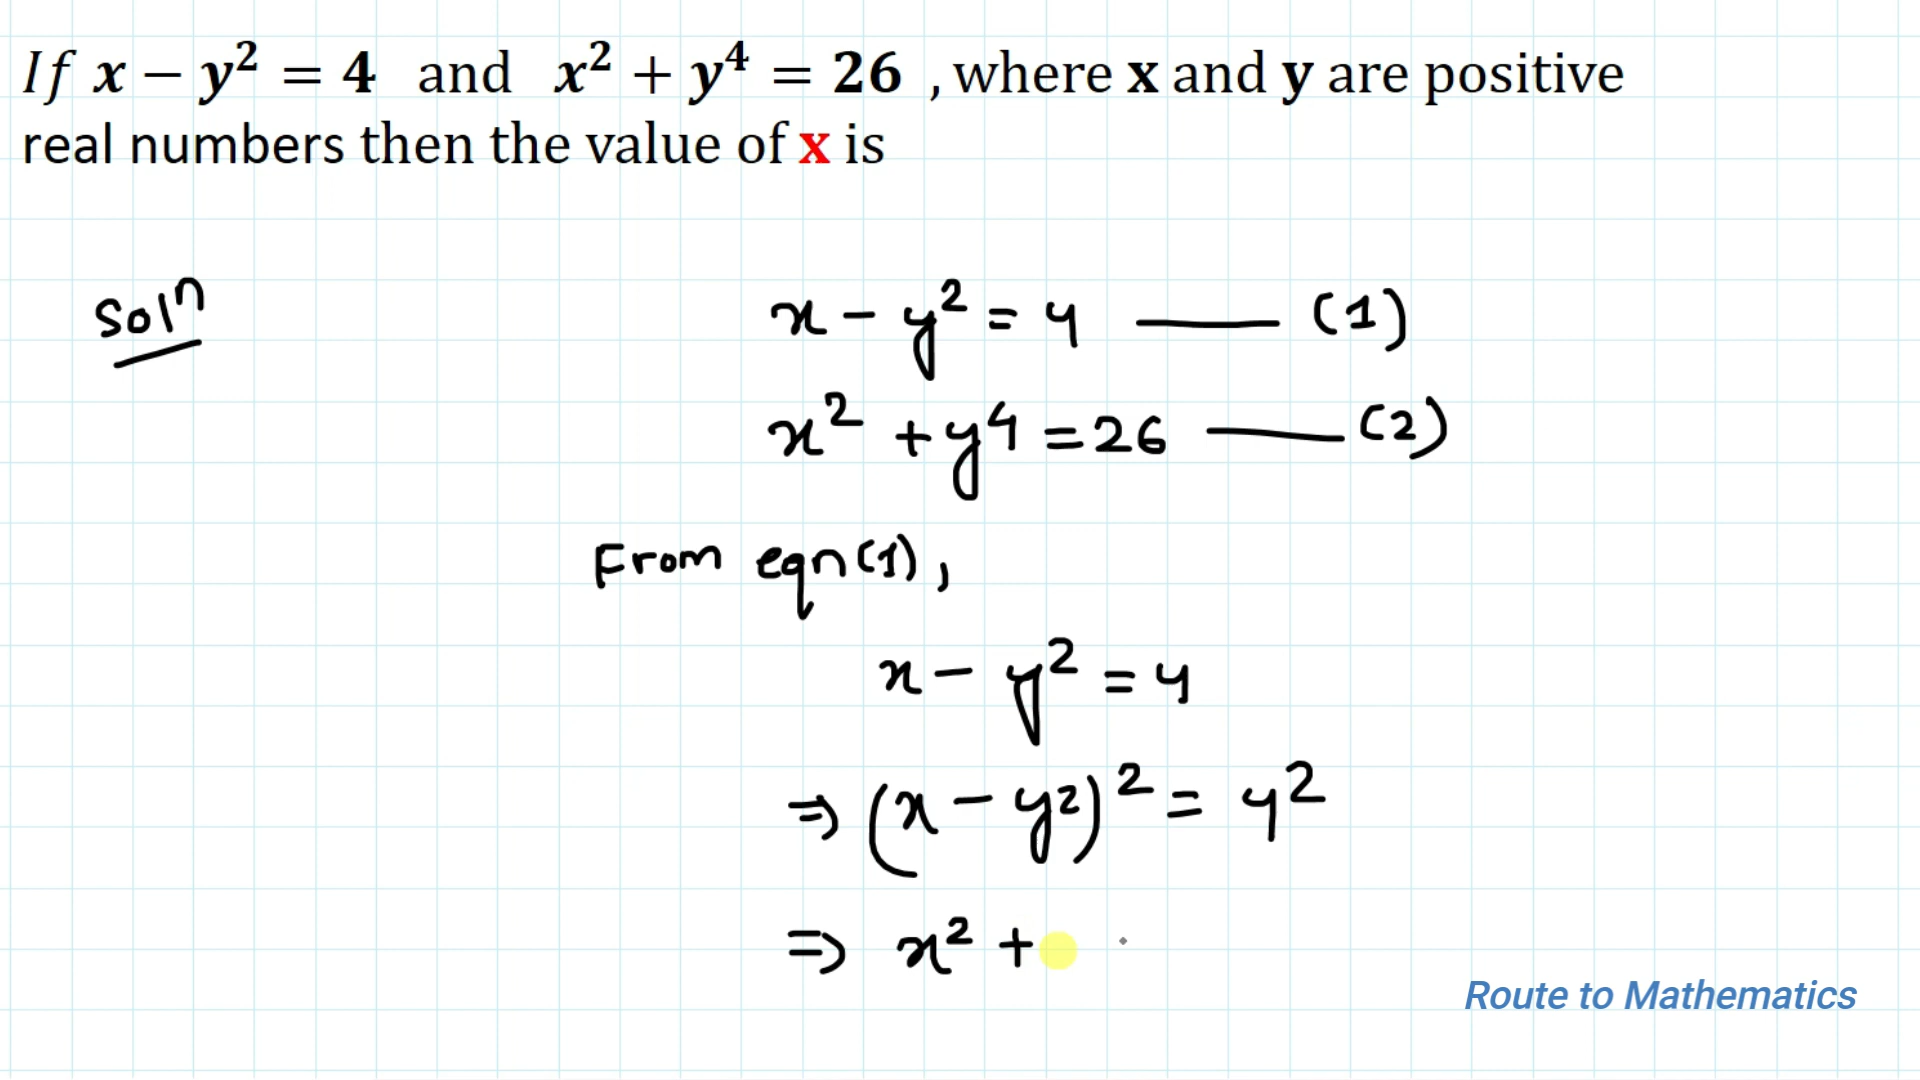 If x − y² = 4 and x² + y⁴ = 26 , where x and y are positive
real numbers then the value of x is
Solⁿ
x − y² = 4 —— (1)
x² + y⁴ = 26 —— (2)
From eqn(1),
x − y² = 4
⇒ (x − y²)² = 4²
⇒ x² +
Route to Mathematics